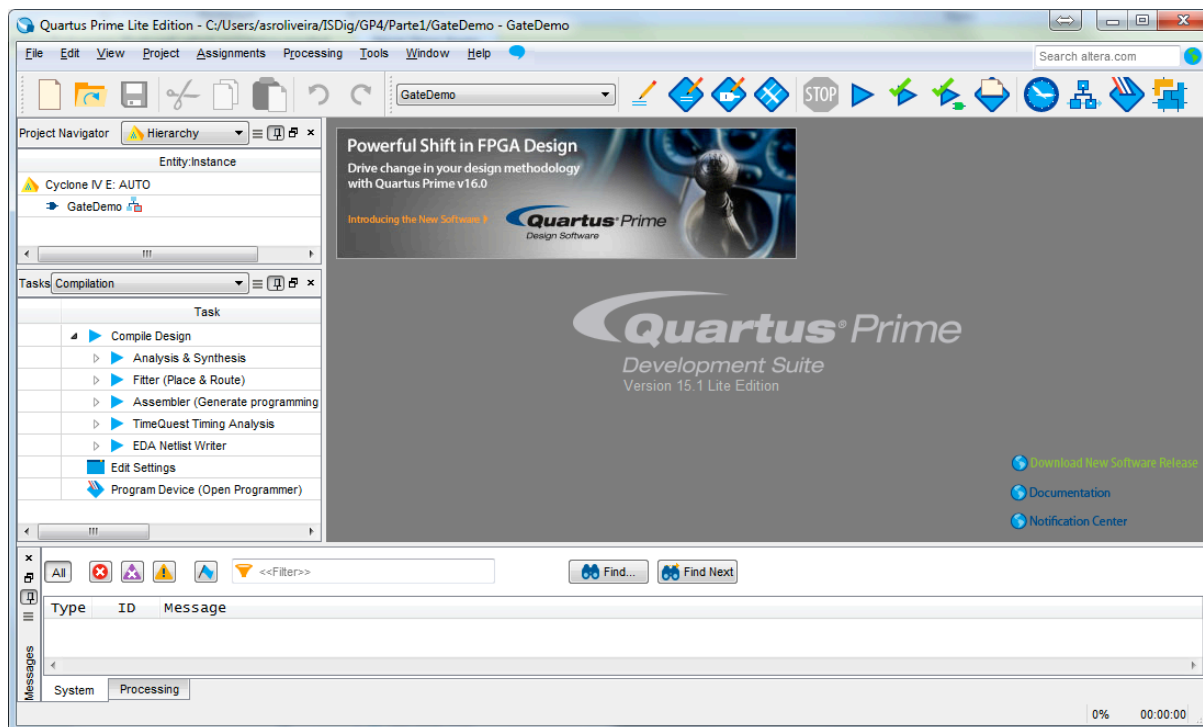 Quartus Prime Lite Edition - C:/Users/asroliveira/ISDig/GP4/Parte1/GateDemo - GateDemo
File Edit View Project Assignments Processing Tools Window Help
Search altera.com
GateDemo
STOP
Project Navigator Hierarchy
Entity:Instance
Cyclone IV E: AUTO
GateDemo
Tasks Compilation
Task
Compile Design
Analysis & Synthesis
Fitter (Place & Route)
Assembler (Generate programming
TimeQuest Timing Analysis
EDA Netlist Writer
Edit Settings
Program Device (Open Programmer)
Powerful Shift in FPGA Design
Drive change in your design methodology
with Quartus Prime v16.0
Introducing the New Software
Quartus Prime
Design Software
Quartus® Prime
Development Suite
Version 15.1 Lite Edition
Download New Software Release
Documentation
Notification Center
All
<<Filter>>
Find...
Find Next
Type ID Message
Messages
System Processing
0% 00:00:00